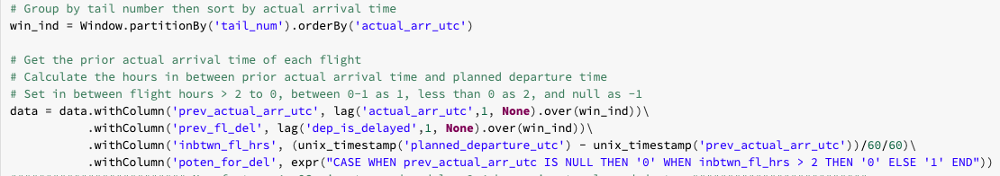 # Group by tail number then sort by actual arrival time
win_ind = Window.partitionBy('tail_num').orderBy('actual_arr_utc')
# Get the prior actual arrival time of each flight
# Calculate the hours in between prior actual arrival time and planned departure time
# Set in between flight hours > 2 to 0, between 0-1 as 1, less than 0 as 2, and null as -1
data = data.withColumn('prev_actual_arr_utc', lag('actual_arr_utc',1, None).over(win_ind))\
.withColumn('prev_fl_del', lag('dep_is_delayed',1, None).over(win_ind))\
.withColumn('inbtwn_fl_hrs', (unix_timestamp('planned_departure_utc') - unix_timestamp('prev_actual_arr_utc'))/60/60)\
.withColumn('poten_for_del', expr("CASE WHEN prev_actual_arr_utc IS NULL THEN '0' WHEN inbtwn_fl_hrs > 2 THEN '0' ELSE '1' END"))